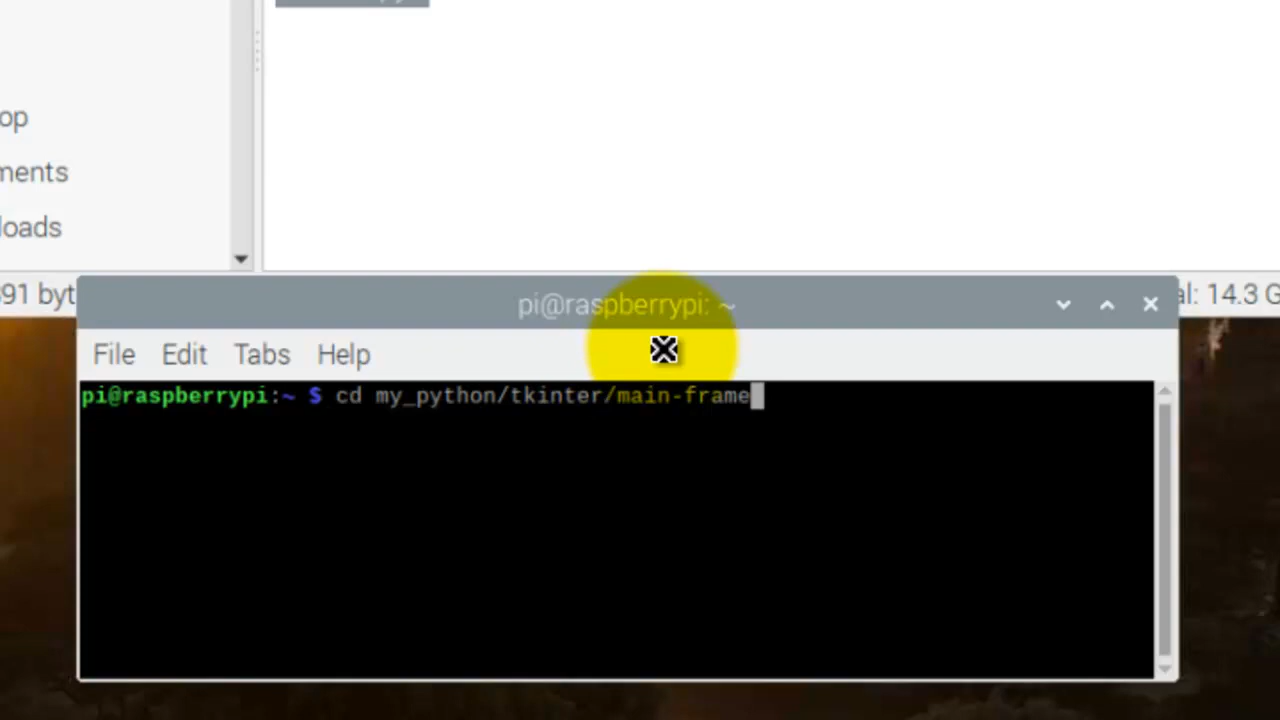 op
ments
loads
91 byt
al: 14.3 G
pi@raspberrypi: ~
File Edit Tabs Help
pi@raspberrypi:~ $ cd my_python/tkinter/main-frame